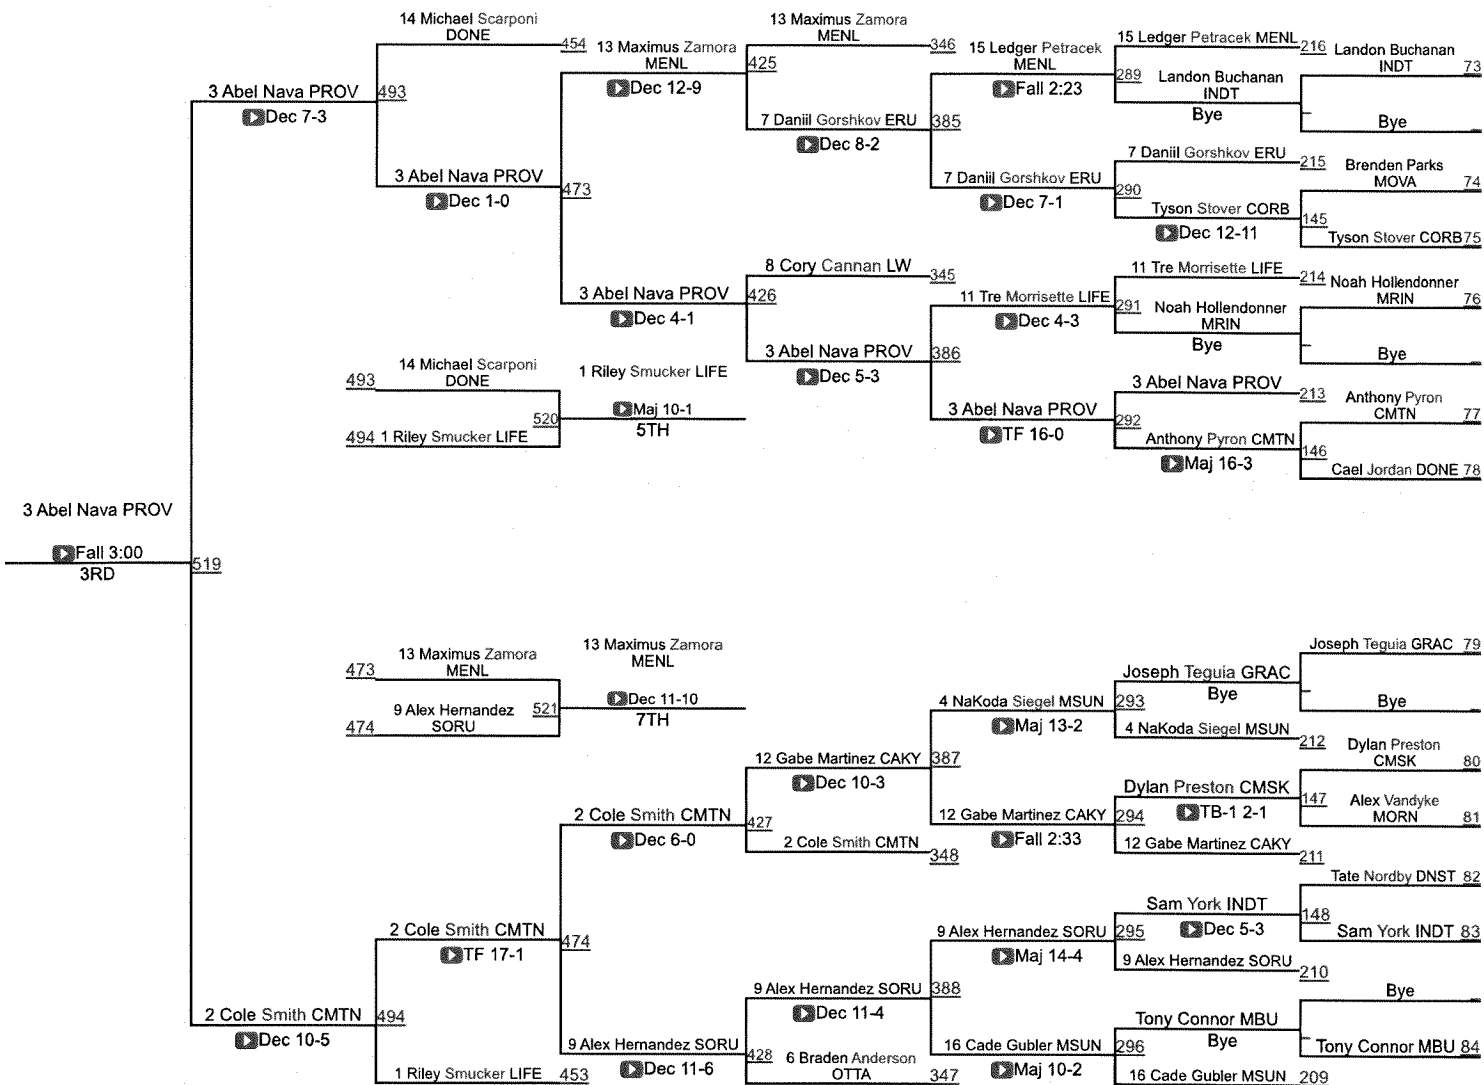 14 Michael Scarponi
DONE
454
13 Maximus Zamora
MENL
Dec 12-9
425
13 Maximus Zamora
MENL
346
15 Ledger Petracek
MENL
Fall 2:23
289
15 Ledger Petracek MENL
216
Landon Buchanan
INDT
73
Landon Buchanan
INDT
Bye
Bye
3 Abel Nava PROV
Dec 7-3
493
7 Daniil Gorshkov ERU
Dec 8-2
385
7 Daniil Gorshkov ERU
215
Brenden Parks
MOVA
74
3 Abel Nava PROV
Dec 1-0
473
7 Daniil Gorshkov ERU
Dec 7-1
290
Tyson Stover CORB
Dec 12-11
145
Tyson Stover CORB
75
8 Cory Cannan LW
345
11 Tre Morrisette LIFE
214
Noah Hollendonner
MRIN
76
3 Abel Nava PROV
Dec 4-1
426
11 Tre Morrisette LIFE
Dec 4-3
291
Noah Hollendonner
MRIN
Bye
Bye
3 Abel Nava PROV
Dec 5-3
386
493
14 Michael Scarponi
DONE
1 Riley Smucker LIFE
Maj 10-1
5TH
520
494
1 Riley Smucker LIFE
3 Abel Nava PROV
213
Anthony Pyron
CMTN
77
3 Abel Nava PROV
TF 16-0
292
Anthony Pyron CMTN
Maj 16-3
146
Cael Jordan DONE
78
3 Abel Nava PROV
Fall 3:00
3RD
519
473
13 Maximus Zamora
MENL
13 Maximus Zamora
MENL
Dec 11-10
7TH
521
474
9 Alex Hernandez
SORU
Joseph Teguia GRAC
79
Joseph Teguia GRAC
Bye
Bye
4 NaKoda Siegel MSUN
Maj 13-2
293
4 NaKoda Siegel MSUN
212
Dylan Preston
CMSK
80
12 Gabe Martinez CAKY
Dec 10-3
387
Dylan Preston CMSK
TB-1 2-1
147
Alex Vandyke
MORN
81
2 Cole Smith CMTN
Dec 6-0
427
12 Gabe Martinez CAKY
Fall 2:33
294
12 Gabe Martinez CAKY
211
2 Cole Smith CMTN
348
Tate Nordby DNST
82
Sam York INDT
Dec 5-3
148
Sam York INDT
83
2 Cole Smith CMTN
TF 17-1
474
9 Alex Hernandez SORU
Maj 14-4
295
9 Alex Hernandez SORU
210
9 Alex Hernandez SORU
Dec 11-4
388
Bye
2 Cole Smith CMTN
Dec 10-5
494
Tony Connor MBU
Bye
Tony Connor MBU
84
9 Alex Hernandez SORU
Dec 11-6
428
6 Braden Anderson
OTTA
347
16 Cade Gubler MSUN
Maj 10-2
296
16 Cade Gubler MSUN
209
1 Riley Smucker LIFE
453